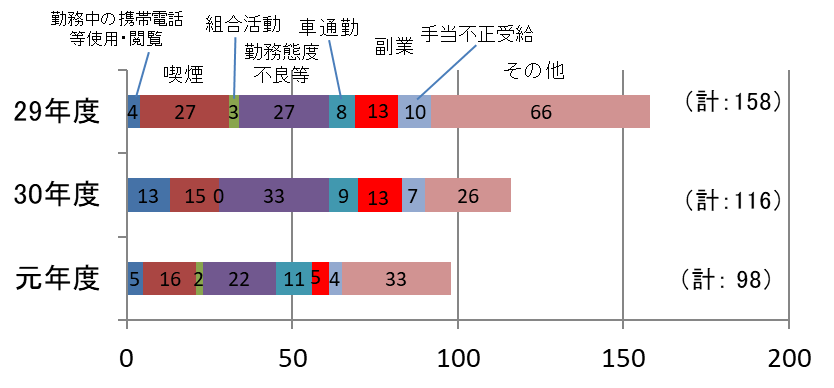 勤務中の携帯電話
等使用・閲覧
組合活動
車通勤
手当不正受給
喫煙
勤務態度
不良等
副業
その他
29年度
4
27
3
27
8
13
10
66
（計：158）
30年度
13
15
0
33
9
13
7
26
（計：116）
元年度
5
16
2
22
11
5
4
33
（計： 98）
0
50
100
150
200